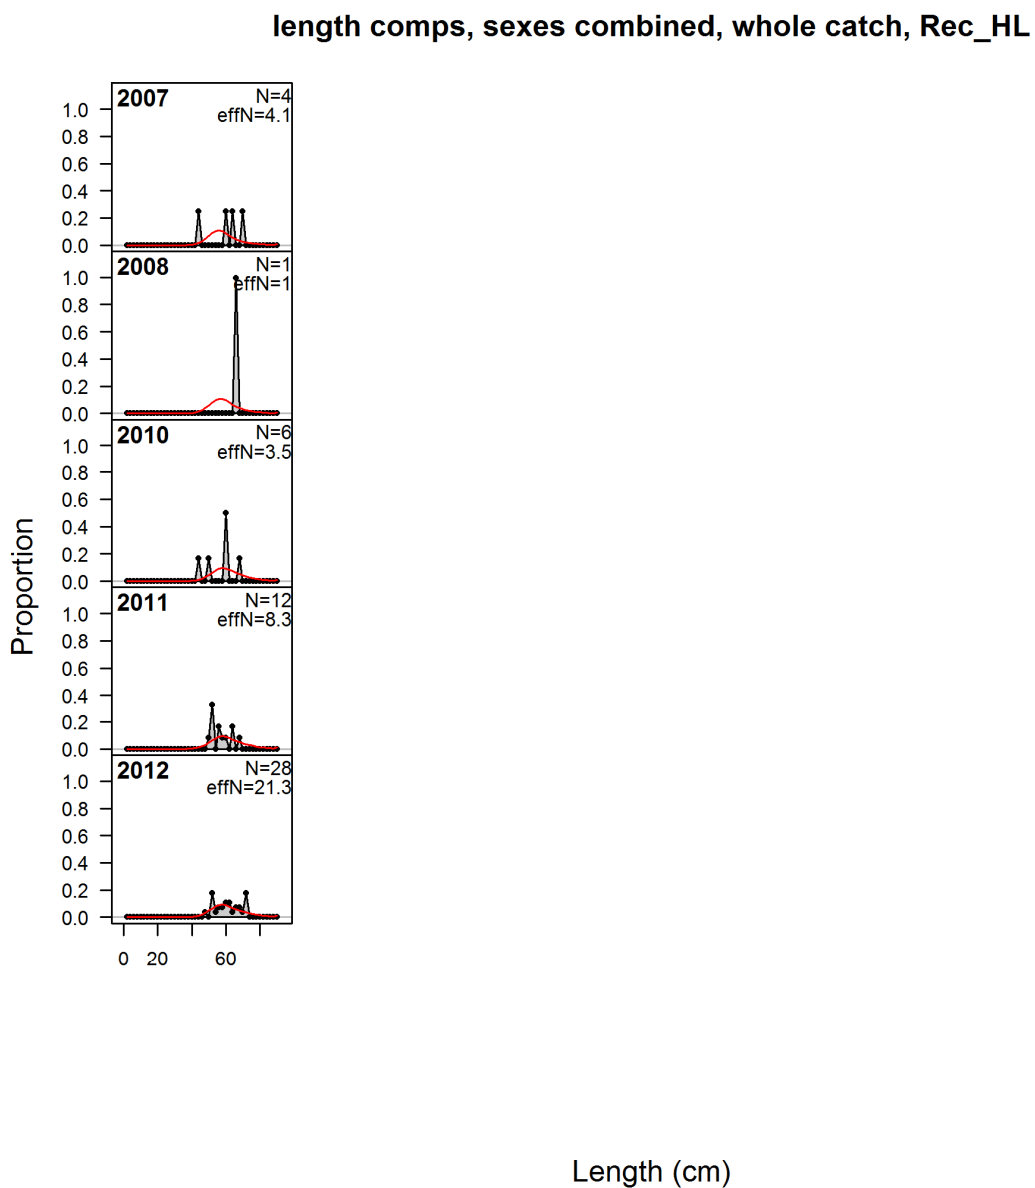 length comps, sexes combined, whole catch, Rec_HL
2007
N=4
effN=4.1
1.0
0.8
0.6
0.4
0.2
0.0
2008
N=1
effN=1
1.0
0.8
0.6
0.4
0.2
0.0
2010
N=6
effN=3.5
1.0
0.8
0.6
0.4
0.2
0.0
2011
N=12
effN=8.3
1.0
0.8
0.6
0.4
0.2
0.0
2012
N=28
effN=21.3
1.0
0.8
0.6
0.4
0.2
0.0
0 20 60
Proportion
Length (cm)